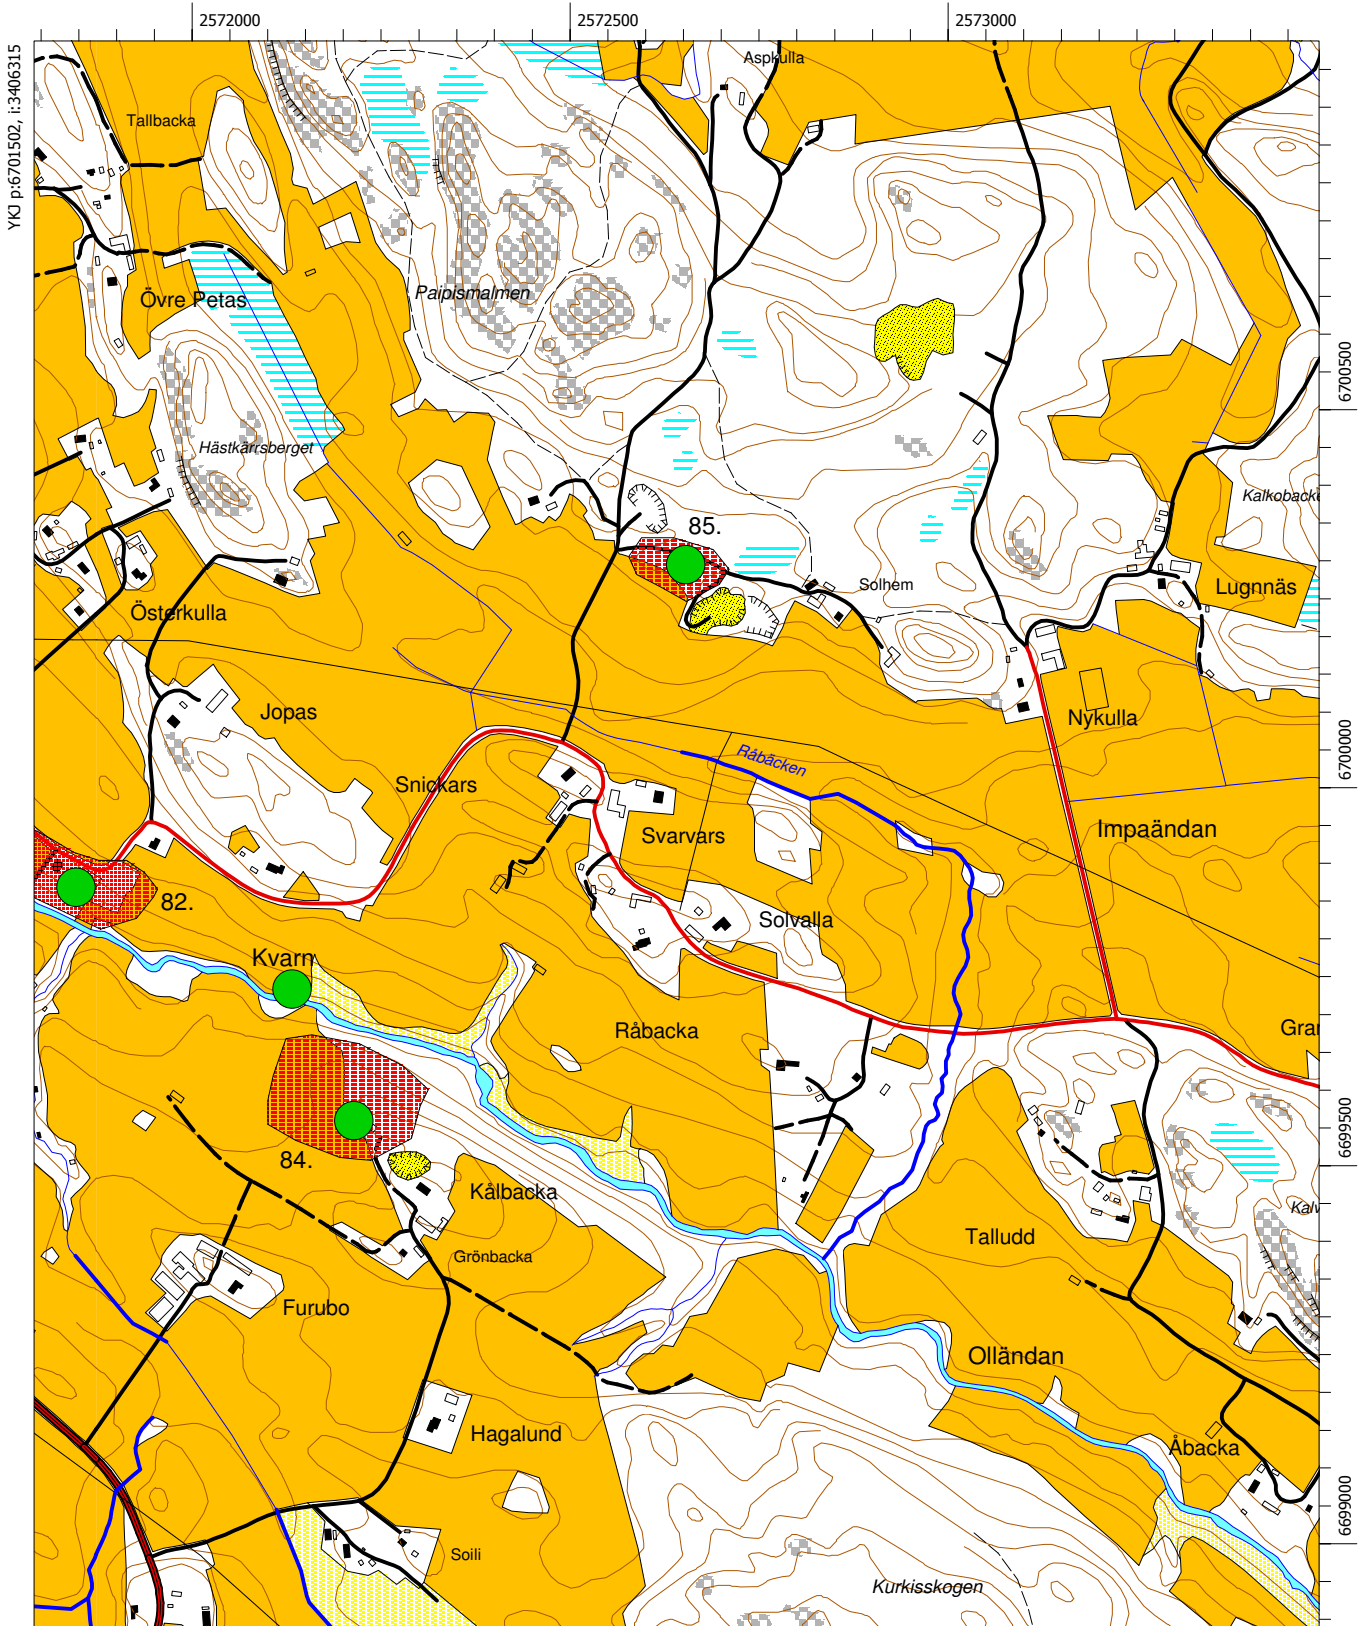 2572000
2572500
2573000
YKJ p:6701502, i:3406315
Aspkulla
Tallbacka
Övre Petas
Paipismalmen
6700500
Hästkärrsberget
Kalkobacke
85.
Solhem
Lugnnäs
Österkulla
Jopas
Nykulla
6700000
Råbäcken
Snickars
Svarvars
Impaändan
82.
Solvalla
Kvarn
Råbacka
Gran
6699500
84.
Kålbacka
Kalv
Talludd
Grönbacka
Furubo
Olländan
Hagalund
Åbacka
6699000
Soili
Kurkisskogen